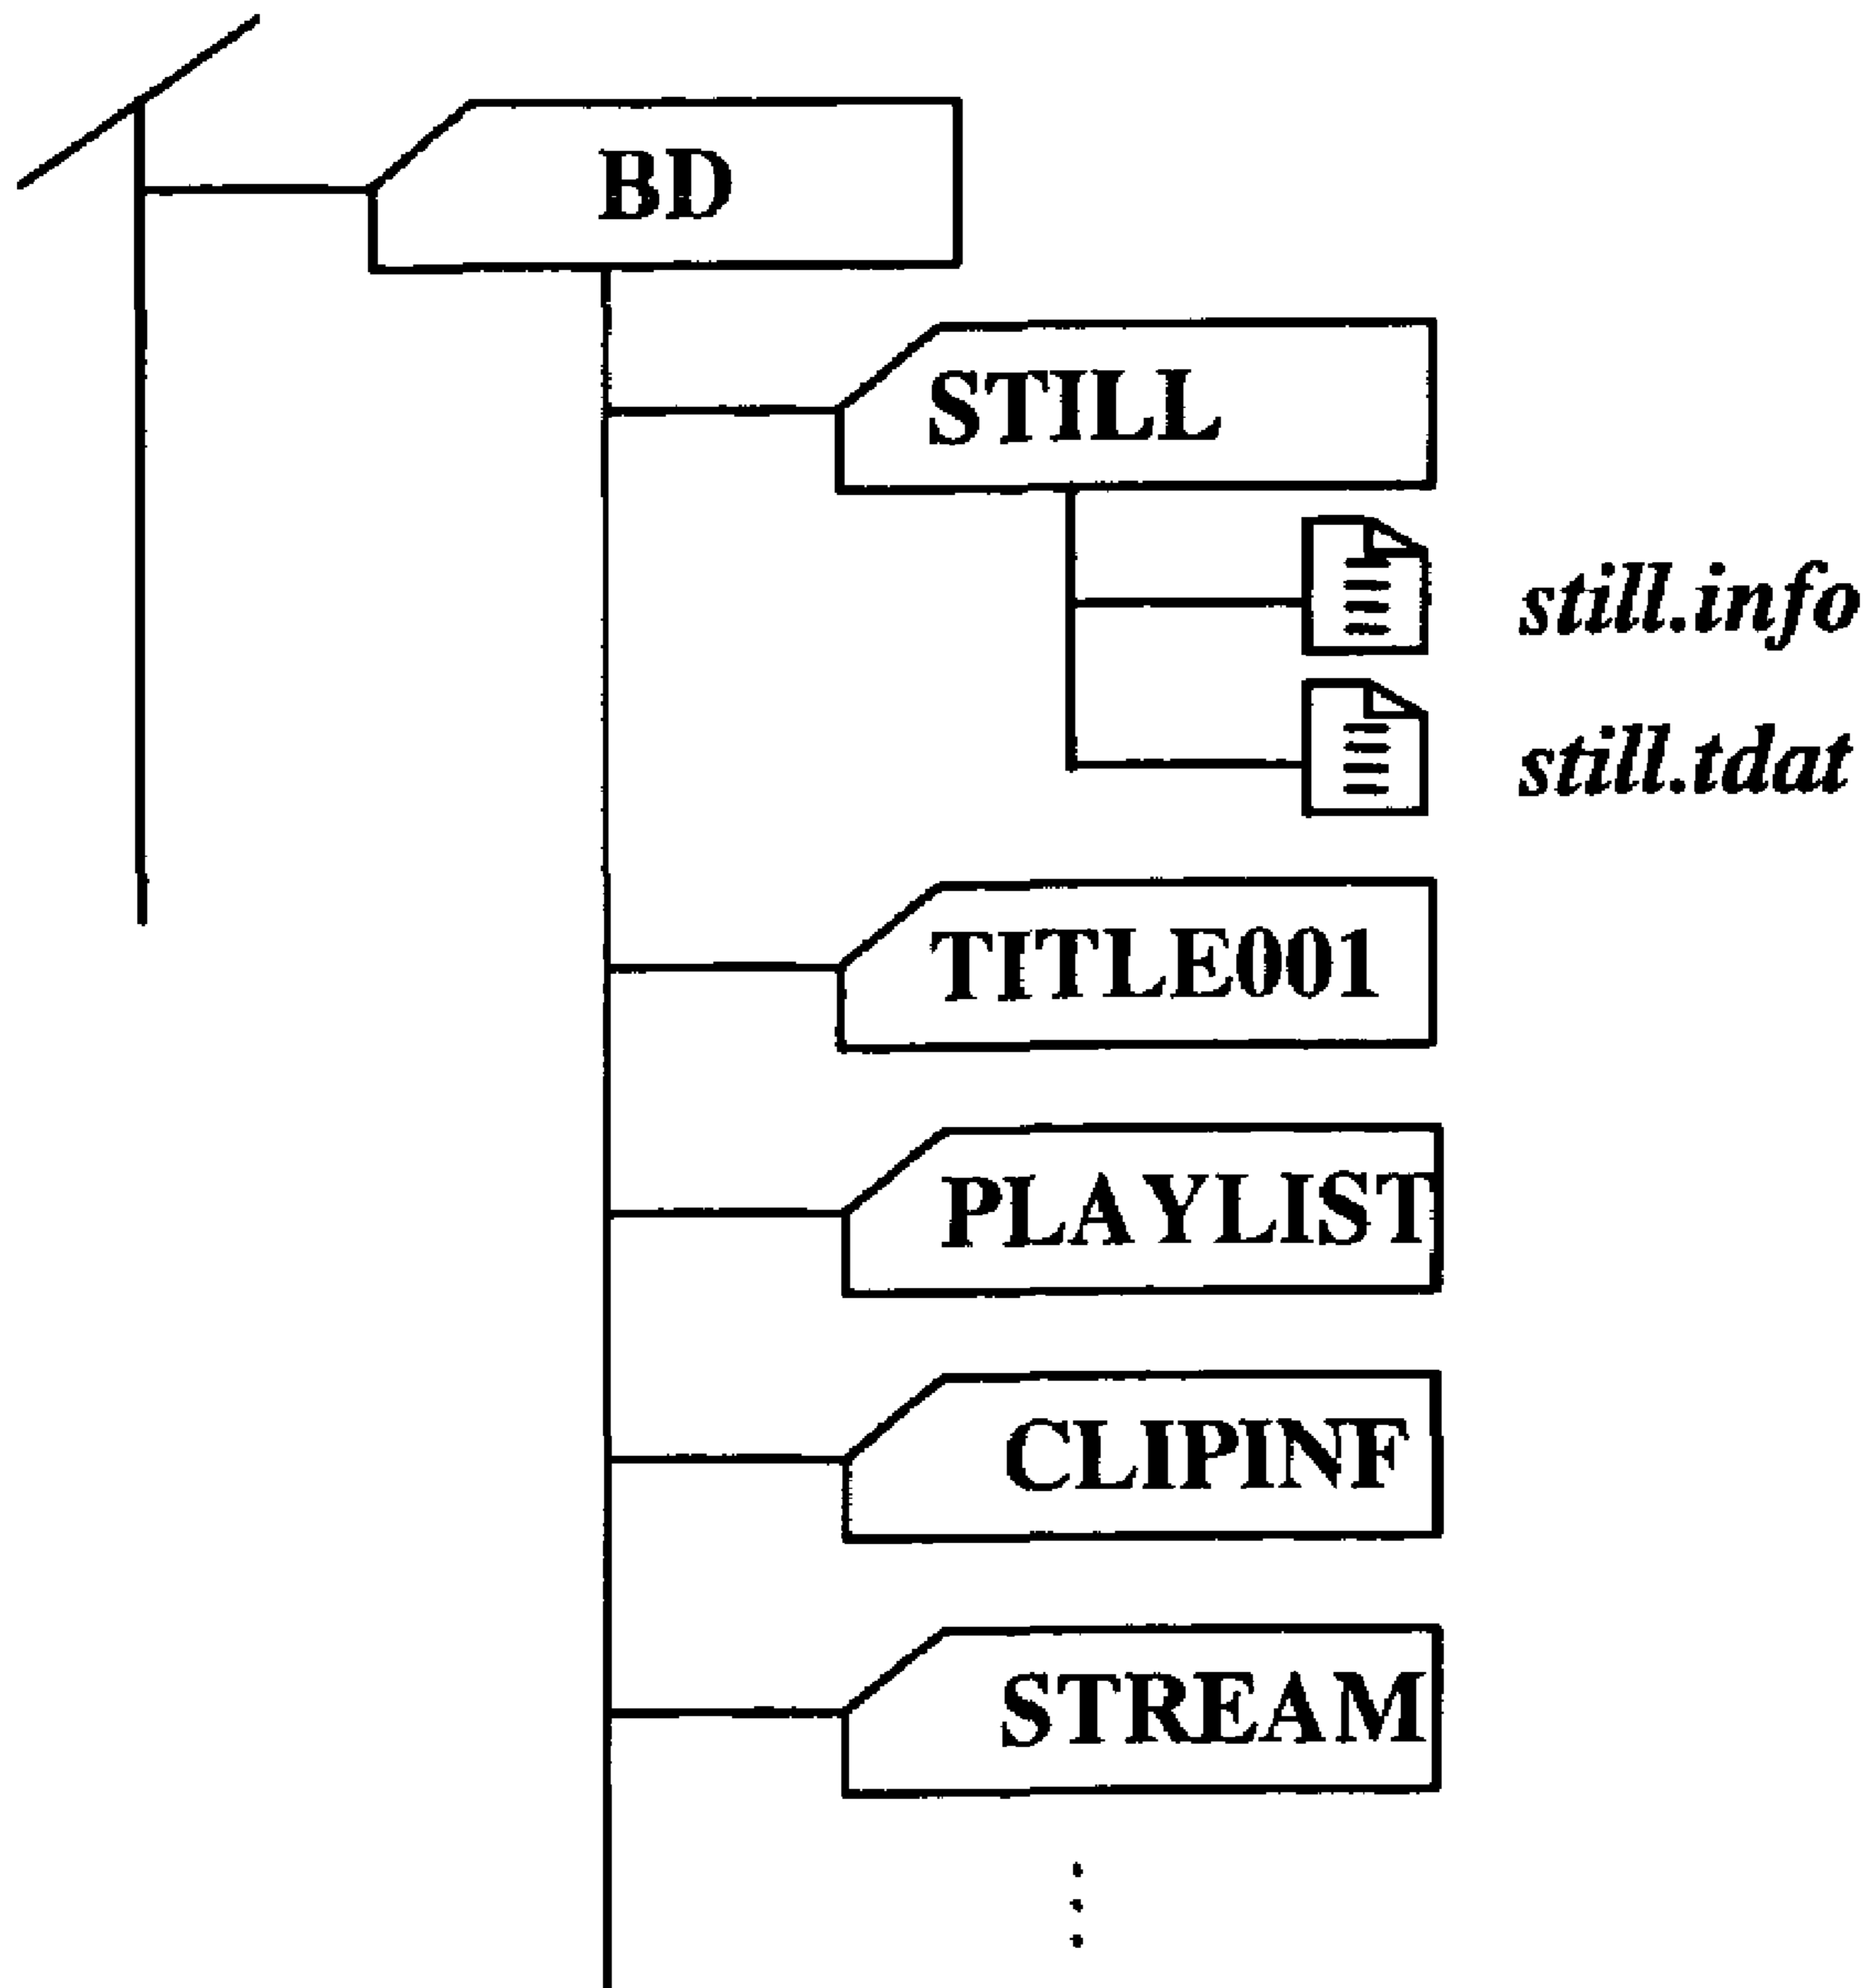 BD
STILL
still.info
still.tdat
TITLE001
PLAYLIST
CLIPINF
STREAM